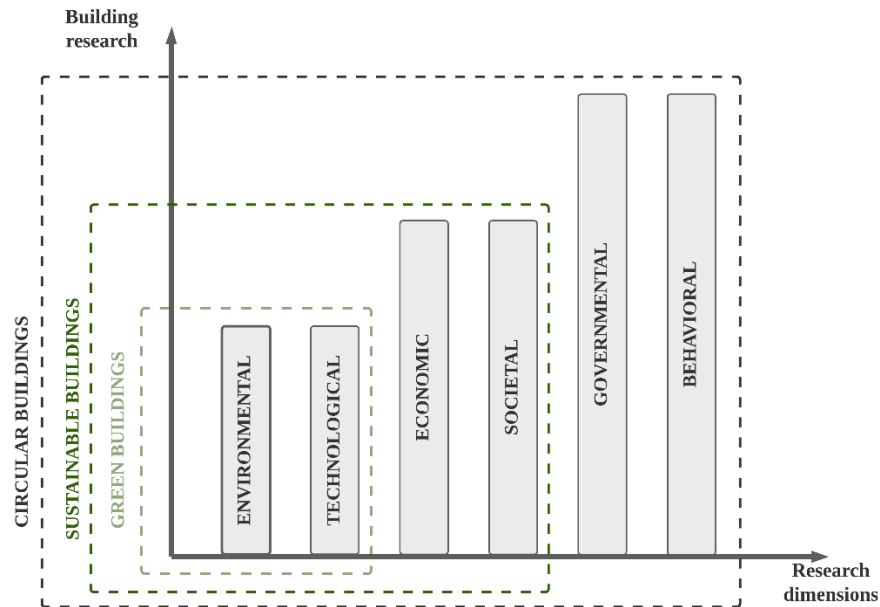 Building
research
CIRCULAR BUILDINGS
SUSTAINABLE BUILDINGS
GREEN BUILDINGS
ENVIRONMENTAL
TECHNOLOGICAL
ECONOMIC
SOCIETAL
GOVERNMENTAL
BEHAVIORAL
Research
dimensions